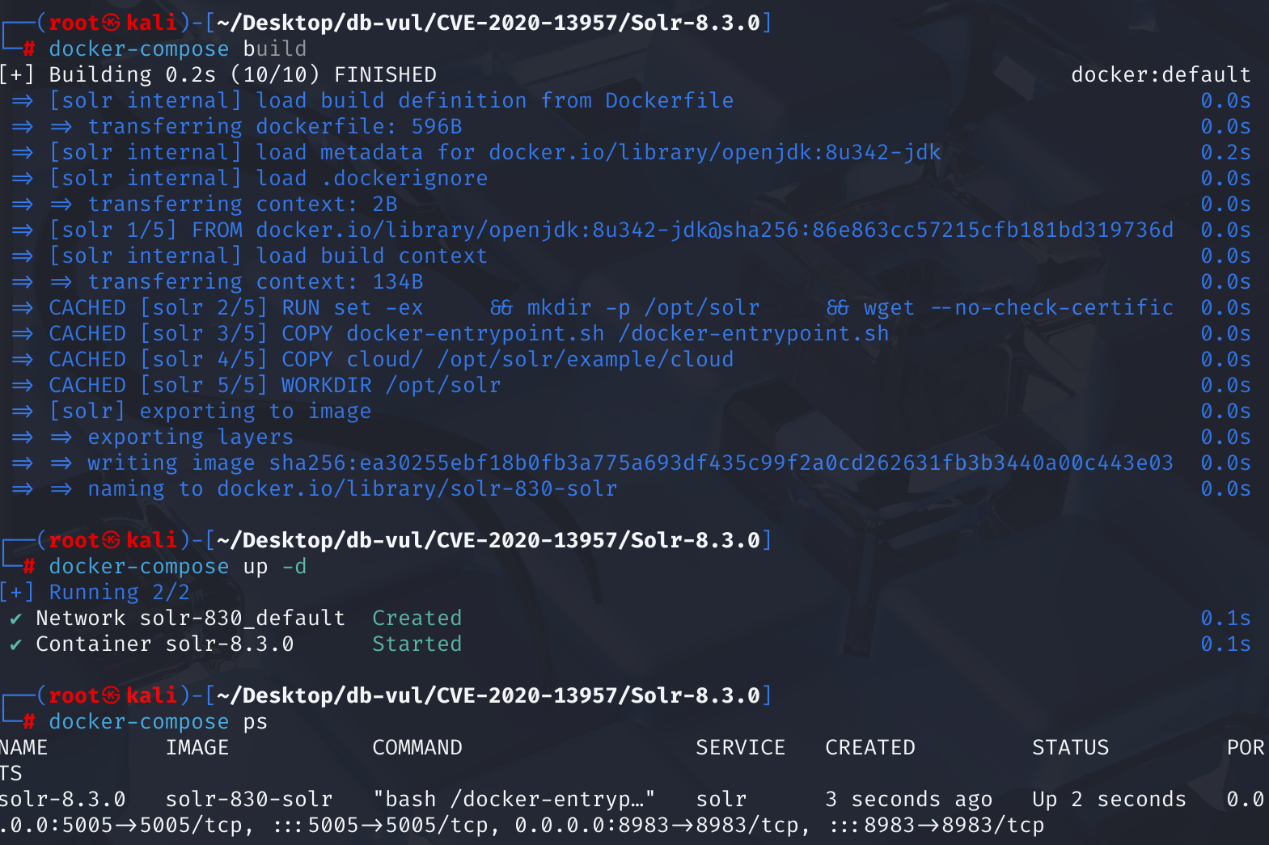 ┌──(root㉿kali)-[~/Desktop/db-vul/CVE-2020-13957/Solr-8.3.0]
└─# docker-compose build
[+] Building 0.2s (10/10) FINISHED docker:default
=> [solr internal] load build definition from Dockerfile 0.0s
=> => transferring dockerfile: 596B 0.0s
=> [solr internal] load metadata for docker.io/library/openjdk:8u342-jdk 0.2s
=> [solr internal] load .dockerignore 0.0s
=> => transferring context: 2B 0.0s
=> [solr 1/5] FROM docker.io/library/openjdk:8u342-jdk@sha256:86e863cc57215cfb181bd319736d 0.0s
=> [solr internal] load build context 0.0s
=> => transferring context: 134B 0.0s
=> CACHED [solr 2/5] RUN set -ex && mkdir -p /opt/solr && wget --no-check-certific 0.0s
=> CACHED [solr 3/5] COPY docker-entrypoint.sh /docker-entrypoint.sh 0.0s
=> CACHED [solr 4/5] COPY cloud/ /opt/solr/example/cloud 0.0s
=> CACHED [solr 5/5] WORKDIR /opt/solr 0.0s
=> [solr] exporting to image 0.0s
=> => exporting layers 0.0s
=> => writing image sha256:ea30255ebf18b0fb3a775a693df435c99f2a0cd262631fb3b3440a00c443e03 0.0s
=> => naming to docker.io/library/solr-830-solr 0.0s
┌──(root㉿kali)-[~/Desktop/db-vul/CVE-2020-13957/Solr-8.3.0]
└─# docker-compose up -d
[+] Running 2/2
✔ Network solr-830_default Created 0.1s
✔ Container solr-8.3.0 Started 0.1s
┌──(root㉿kali)-[~/Desktop/db-vul/CVE-2020-13957/Solr-8.3.0]
└─# docker-compose ps
NAME IMAGE COMMAND SERVICE CREATED STATUS POR
TS
solr-8.3.0 solr-830-solr "bash /docker-entryp…" solr 3 seconds ago Up 2 seconds 0.0
.0.0:5005->5005/tcp, :::5005->5005/tcp, 0.0.0.0:8983->8983/tcp, :::8983->8983/tcp